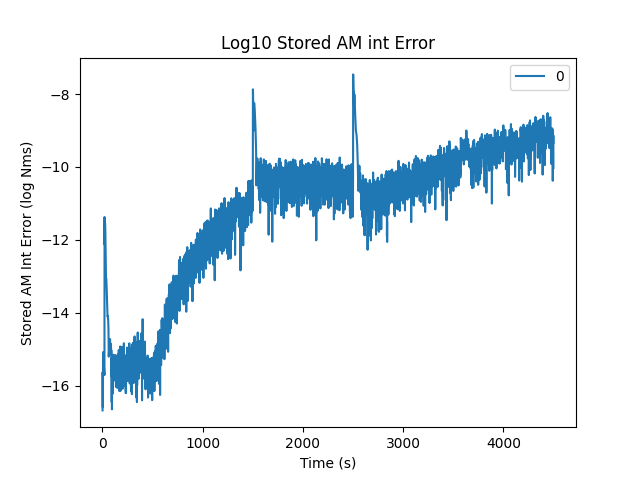 Log10 Stored AM int Error
0
Stored AM Int Error (log Nms)
−8
−10
−12
−14
−16
0 1000 2000 3000 4000
Time (s)